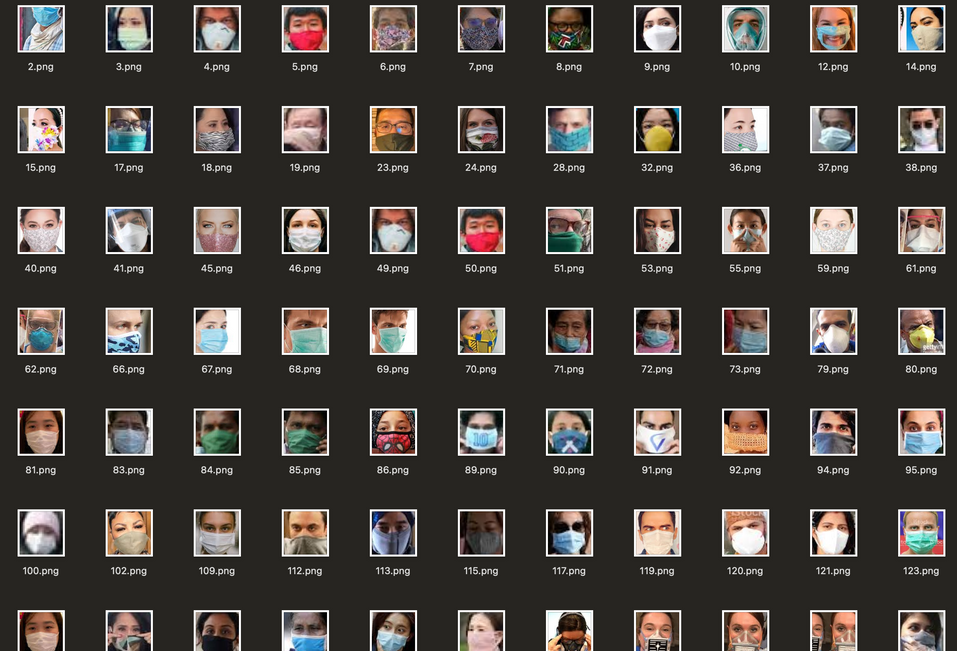 2.png 3.png 4.png 5.png 6.png 7.png 8.png 9.png 10.png 12.png 14.png
15.png 17.png 18.png 19.png 23.png 24.png 28.png 32.png 36.png 37.png 38.png
40.png 41.png 45.png 46.png 49.png 50.png 51.png 53.png 55.png 59.png 61.png
62.png 66.png 67.png 68.png 69.png 70.png 71.png 72.png 73.png 79.png 80.png
81.png 83.png 84.png 85.png 86.png 89.png 90.png 91.png 92.png 94.png 95.png
100.png 102.png 109.png 112.png 113.png 115.png 117.png 119.png 120.png 121.png 123.png